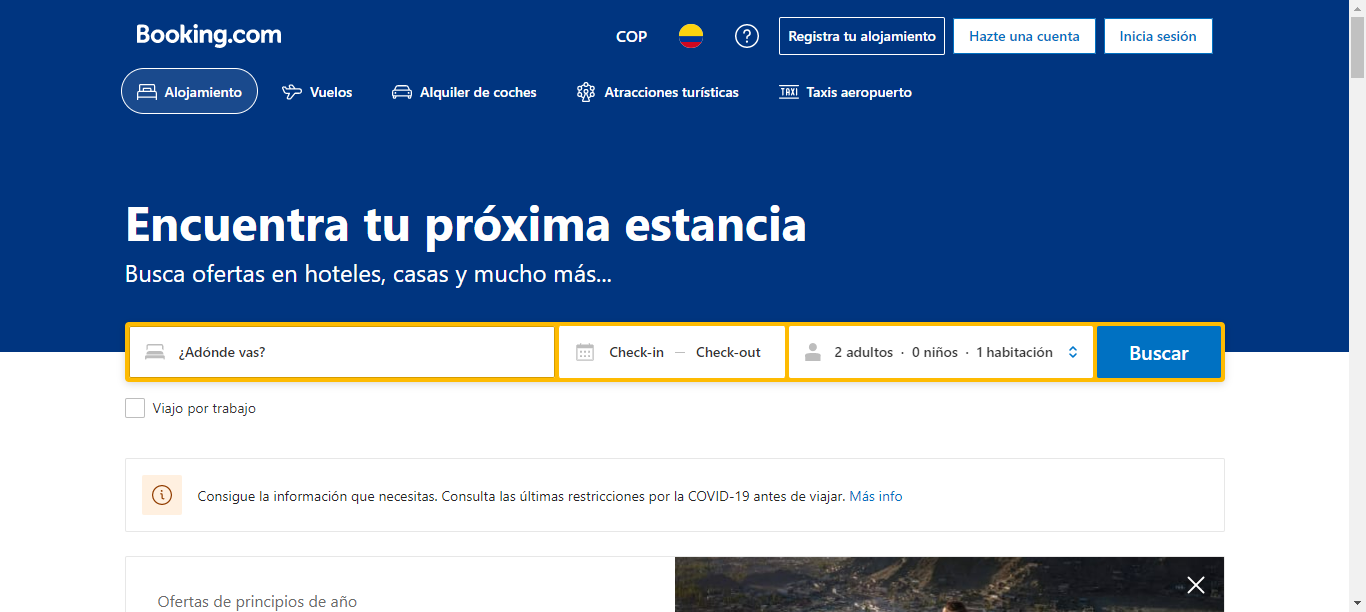 Booking.com
COP
Registra tu alojamiento
Hazte una cuenta
Inicia sesión
Alojamiento
Vuelos
Alquiler de coches
Atracciones turísticas
TAXI Taxis aeropuerto
Encuentra tu próxima estancia
Busca ofertas en hoteles, casas y mucho más...
¿Adónde vas?
Check-in — Check-out
2 adultos · 0 niños · 1 habitación
Buscar
Viajo por trabajo
Consigue la información que necesitas. Consulta las últimas restricciones por la COVID-19 antes de viajar. Más info
Ofertas de principios de año